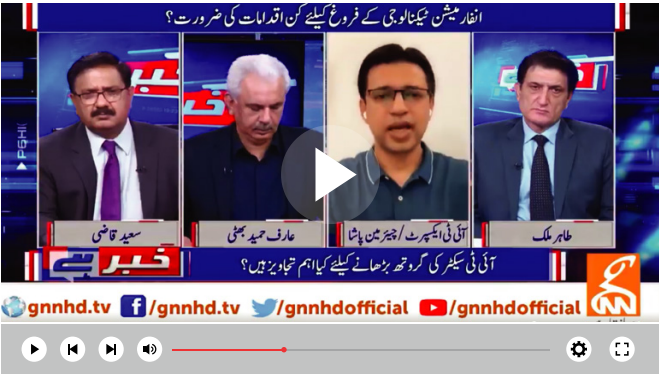 انفارمیشن ٹیکنالوجی کے فروغ کیلئے کن اقدامات کی ضرورت؟
خبر
سعید قاضی
عارف حمید بھٹی
آئی ٹی ایکسپرٹ/چیئرمین پاشا
طاہر ملک
خبر ہے
آئی ٹی سیکٹر کی گروتھ بڑھانے کیلئے کیا اہم تجاویز ہیں؟
GNN
gnnhd.tv
/gnnhd.tv
/gnnhdofficial
/gnnhdofficial